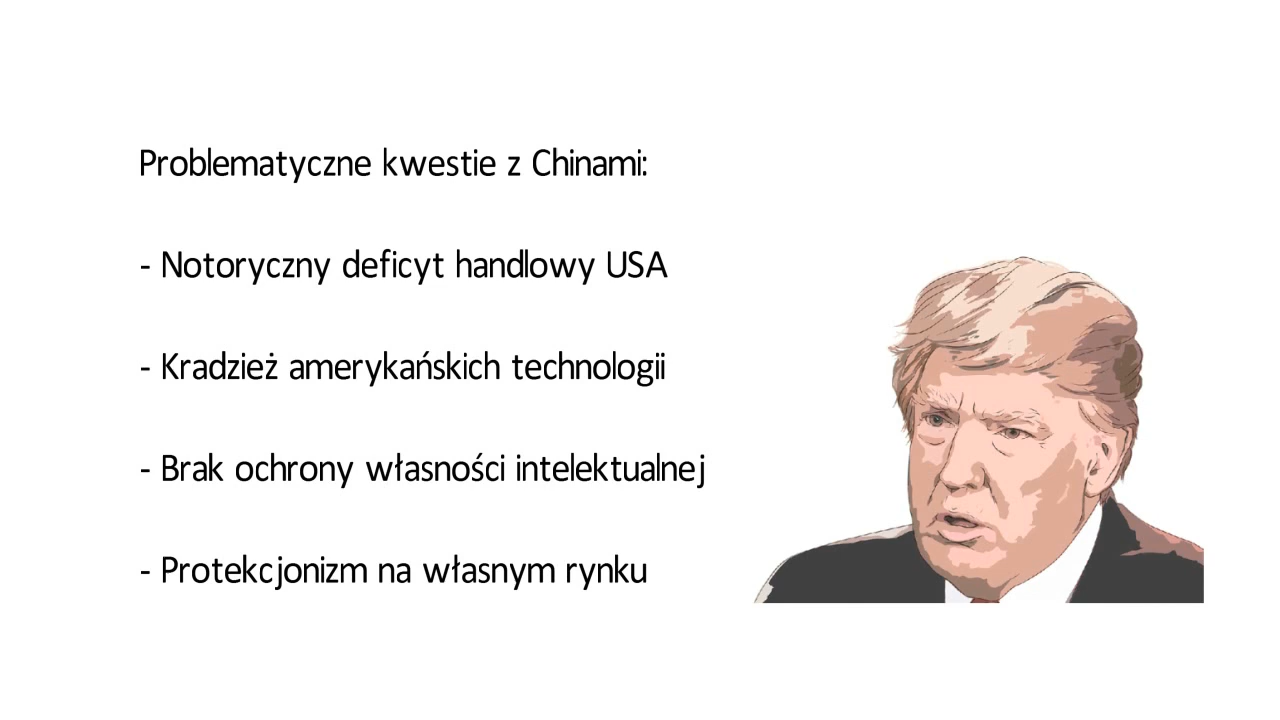 Problematyczne kwestie z Chinami:
- Notoryczny deficyt handlowy USA
- Kradzież amerykańskich technologii
- Brak ochrony własności intelektualnej
- Protekcjonizm na własnym rynku